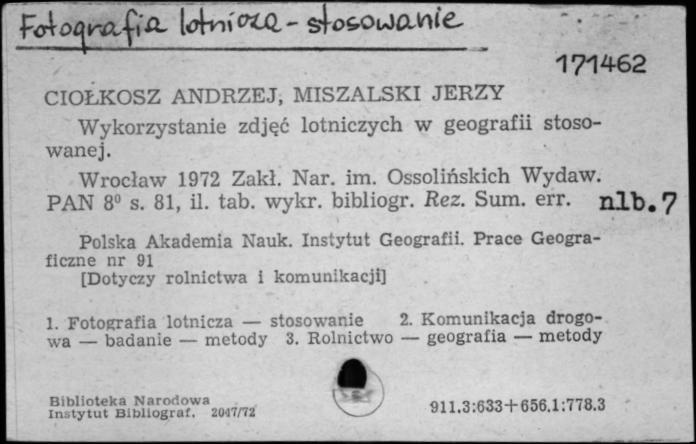 Fotografia lotnicza - stosowanie
171462
CIOŁKOSZ ANDRZEJ, MISZALSKI JERZY
Wykorzystanie zdjęć lotniczych w geografii stoso-
wanej.
Wrocław 1972 Zakł. Nar. im. Ossolińskich Wydaw.
PAN 8⁰ s. 81, il. tab. wykr. bibliogr. Rez. Sum. err. nlb. 7
Polska Akademia Nauk. Instytut Geografii. Prace Geogra-
ficzne nr 91
[Dotyczy rolnictwa i komunikacji]
1. Fotografia lotnicza — stosowanie 2. Komunikacja drogo-
wa — badanie — metody 3. Rolnictwo — geografia — metody
Biblioteka Narodowa
Instytut Bibliograf. 2047/72
911.3:633+656.1:778.3